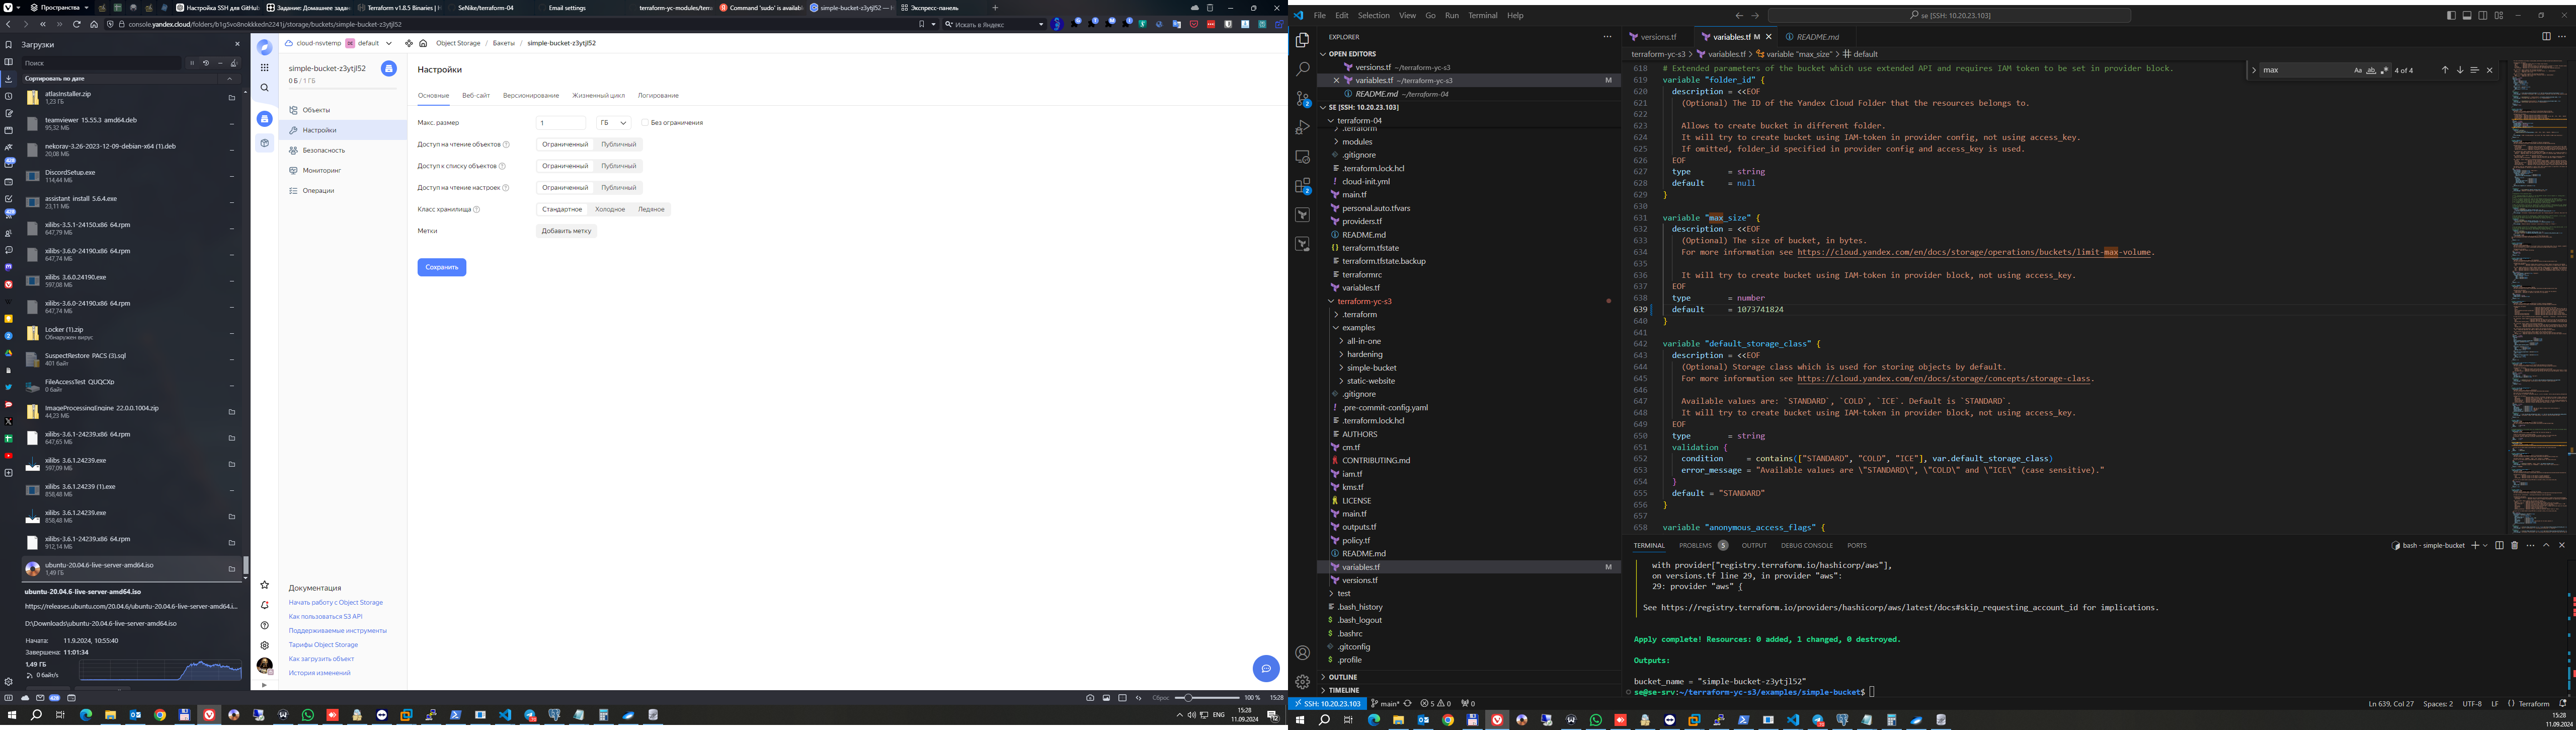 Пространства
Настройка SSH для GitHub
Задание: Домашнее задан
Terraform v1.8.5 Binaries | H
SeNike/terraform-04
Email settings
terraform-yc-modules/terra
Command 'sudo' is availab
simple-bucket-z3ytjl52 —
Экспресс-панель
console.yandex.cloud/folders/b1g5vo8nokkkedn2241j/storage/buckets/simple-bucket-z3ytjl52
Искать в Яндекс
Загрузки
Поиск
Сортировать по дате
atlasinstaller.zip
1,23 ГБ
teamviewer_15.55.3_amd64.deb
95,32 МБ
nekoray-3.26-2023-12-09-debian-x64 (1).deb
20,08 МБ
DiscordSetup.exe
114,44 МБ
assistant_install_5.6.4.exe
23,11 МБ
xilibs-3.5.1-24150.x86_64.rpm
647,79 МБ
xilibs-3.6.0-24190.x86_64.rpm
647,74 МБ
xilibs_3.6.0.24190.exe
597,08 МБ
xilibs-3.6.0-24190.x86_64.rpm
647,74 МБ
Locker (1).zip
Обнаружен вирус
SuspectRestore_PACS (3).sql
401 байт
FileAccessTest_QUQCXp
0 байт
ImageProcessingEngine_22.0.0.1004.zip
44,23 МБ
xilibs-3.6.1-24239.x86_64.rpm
647,65 МБ
xilibs_3.6.1.24239.exe
597,09 МБ
xilibs_3.6.1.24239 (1).exe
858,48 МБ
xilibs_3.6.1.24239.exe
858,48 МБ
xilibs-3.6.1-24239.x86_64.rpm
912,14 МБ
ubuntu-20.04.6-live-server-amd64.iso
1,49 ГБ
ubuntu-20.04.6-live-server-amd64.iso
https://releases.ubuntu.com/20.04.6/ubuntu-20.04.6-live-server-amd64.i...
D:\Downloads\ubuntu-20.04.6-live-server-amd64.iso
Начата: 11.9.2024, 10:55:40
Завершена: 11:01:34
1.49 ГБ
0 байт/s
cloud-nsvtemp default Object Storage / Бакеты / simple-bucket-z3ytjl52
simple-bucket-z3ytjl52
0 Б / 1 ГБ
Объекты
Настройки
Безопасность
Мониторинг
Операции
Документация
Начать работу с Object Storage
Как пользоваться S3 API
Поддерживаемые инструменты
Тарифы Object Storage
Как загрузить объект
История изменений
Настройки
Основные Веб-сайт Версионирование Жизненный цикл Логирование
Макс. размер 1 ГБ Без ограничения
Доступ на чтение объектов Ограниченный Публичный
Доступ к списку объектов Ограниченный Публичный
Доступ на чтение настроек Ограниченный Публичный
Класс хранилища Стандартное Холодное Ледяное
Метки Добавить метку
Сохранить
Сброс 100 % 15:28
ENG 15:28
11.09.2024
File Edit Selection View Go Run Terminal Help
se [SSH: 10.20.23.103]
EXPLORER
OPEN EDITORS
versions.tf ~/terraform-yc-s3
variables.tf ~/terraform-yc-s3 M
README.md ~/terraform-04
SE [SSH: 10.20.23.103]
terraform-04
.terraform
modules
.gitignore
.terraform.lock.hcl
cloud-init.yml
main.tf
personal.auto.tfvars
providers.tf
README.md
terraform.tfstate
terraform.tfstate.backup
terraformrc
variables.tf
terraform-yc-s3
.terraform
examples
all-in-one
hardening
simple-bucket
static-website
.gitignore
.pre-commit-config.yaml
.terraform.lock.hcl
AUTHORS
cm.tf
CONTRIBUTING.md
iam.tf
kms.tf
LICENSE
main.tf
outputs.tf
policy.tf
README.md
variables.tf M
versions.tf
test
.bash_history
.bash_logout
.bashrc
.gitconfig
.profile
OUTLINE
TIMELINE
versions.tf variables.tf M README.md
terraform-yc-s3 > variables.tf > variable "max_size" > default
max 4 of 4
618 # Extended parameters of the bucket which use extended API and requires IAM token to be set in provider block.
619 variable "folder_id" {
620 description = <<EOF
621 (Optional) The ID of the Yandex Cloud Folder that the resources belongs to.
622
623 Allows to create bucket in different folder.
624 It will try to create bucket using IAM-token in provider config, not using access_key.
625 If omitted, folder_id specified in provider config and access_key is used.
626 EOF
627 type = string
628 default = null
629 }
630
631 variable "max_size" {
632 description = <<EOF
633 (Optional) The size of bucket, in bytes.
634 For more information see https://cloud.yandex.com/en/docs/storage/operations/buckets/limit-max-volume.
635
636 It will try to create bucket using IAM-token in provider block, not using access_key.
637 EOF
638 type = number
639 default = 1073741824
640 }
641
642 variable "default_storage_class" {
643 description = <<EOF
644 (Optional) Storage class which is used for storing objects by default.
645 For more information see https://cloud.yandex.com/en/docs/storage/concepts/storage-class.
646
647 Available values are: `STANDARD`, `COLD`, `ICE`. Default is `STANDARD`.
648 It will try to create bucket using IAM-token in provider block, not using access_key.
649 EOF
650 type = string
651 validation {
652 condition = contains(["STANDARD", "COLD", "ICE"], var.default_storage_class)
653 error_message = "Available values are \"STANDARD\", \"COLD\" and \"ICE\" (case sensitive)."
654 }
655 default = "STANDARD"
656 }
657
658 variable "anonymous_access_flags" {
TERMINAL PROBLEMS 5 OUTPUT DEBUG CONSOLE PORTS bash - simple-bucket
with provider["registry.terraform.io/hashicorp/aws"],
on versions.tf line 29, in provider "aws":
29: provider "aws" {
See https://registry.terraform.io/providers/hashicorp/aws/latest/docs#skip_requesting_account_id for implications.
Apply complete! Resources: 0 added, 1 changed, 0 destroyed.
Outputs:
bucket_name = "simple-bucket-z3ytjl52"
se@se-srv:~/terraform-yc-s3/examples/simple-bucket$
SSH: 10.20.23.103 main* 5 0 0 Ln 639, Col 27 Spaces: 2 UTF-8 LF Terraform
15:28
11.09.2024